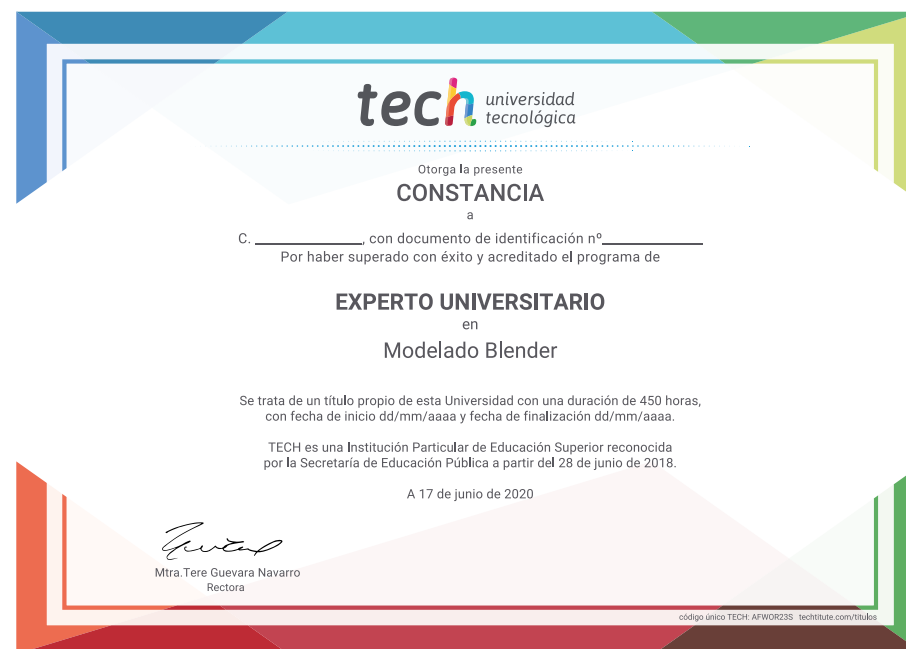 tech universidad
tecnológica
Otorga la presente
CONSTANCIA
a
C. ______________, con documento de identificación nº_____________
Por haber superado con éxito y acreditado el programa de
EXPERTO UNIVERSITARIO
en
Modelado Blender
Se trata de un título propio de esta Universidad con una duración de 450 horas,
con fecha de inicio dd/mm/aaaa y fecha de finalización dd/mm/aaaa.
TECH es una Institución Particular de Educación Superior reconocida
por la Secretaría de Educación Pública a partir del 28 de junio de 2018.
A 17 de junio de 2020
Mtra.Tere Guevara Navarro
Rectora
código único TECH: AFWOR23S techtitute.com/titulos